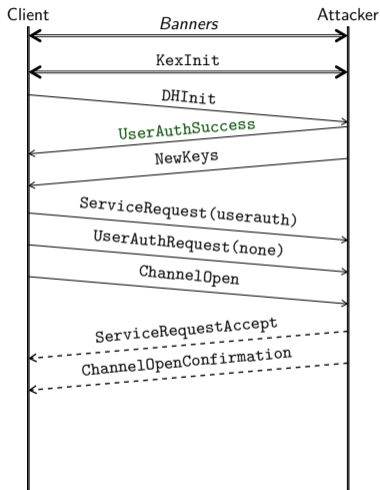 Client
Attacker
Banners
KexInit
DHInit
UserAuthSuccess
NewKeys
ServiceRequest(userauth)
UserAuthRequest(none)
ChannelOpen
ServiceRequestAccept
ChannelOpenConfirmation